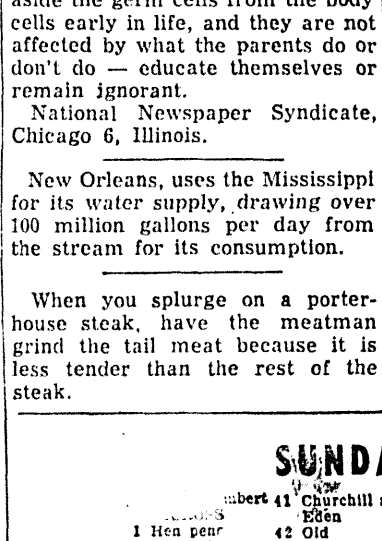 aside the germ cells from the body
cells early in life, and they are not
affected by what the parents do or
don't do — educate themselves or
remain ignorant.
National Newspaper Syndicate,
Chicago 6, Illinois.
New Orleans, uses the Mississippi
for its water supply, drawing over
100 million gallons per day from
the stream for its consumption.
When you splurge on a porter-
house steak, have the meatman
grind the tail meat because it is
less tender than the rest of the
steak.
SUNDA
41 Churchill
Eden
1 Hen
42 Old